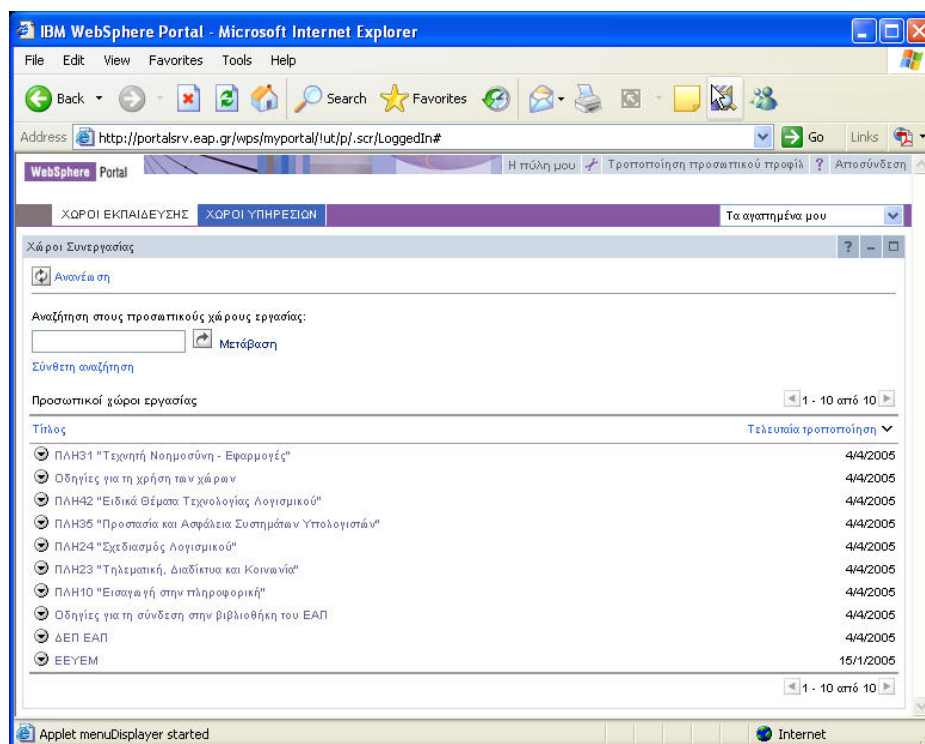 IBM WebSphere Portal - Microsoft Internet Explorer
File Edit View Favorites Tools Help
Back Search Favorites
Address http://portalsrv.eap.gr/wps/myportal/!ut/p/.scr/LoggedIn# Go Links
WebSphere Portal Η πύλη μου Τροποποίηση προσωπικού προφίλ ? Αποσύνδεση
ΧΩΡΟΙ ΕΚΠΑΙΔΕΥΣΗΣ ΧΩΡΟΙ ΥΠΗΡΕΣΙΩΝ Τα αγαπημένα μου
Χώροι Συνεργασίας ?
Ανανέωση
Αναζήτηση στους προσωπικούς χώρους εργασίας:
Μετάβαση
Σύνθετη αναζήτηση
Προσωπικοί χώροι εργασίας 1 - 10 από 10
Τίτλος Τελευταία τροποποίηση
ΠΛΗ31 "Τεχνητή Νοημοσύνη - Εφαρμογές" 4/4/2005
Οδηγίες για τη χρήση των χώρων 4/4/2005
ΠΛΗ42 "Ειδικά Θέματα Τεχνολογίας Λογισμικού" 4/4/2005
ΠΛΗ35 "Προστασία και Ασφάλεια Συστημάτων Υπολογιστών" 4/4/2005
ΠΛΗ24 "Σχεδιασμός Λογισμικού" 4/4/2005
ΠΛΗ23 "Τηλεματική, Διαδίκτυα και Κοινωνία" 4/4/2005
ΠΛΗ10 "Εισαγωγή στην πληροφορική" 4/4/2005
Οδηγίες για τη σύνδεση στην βιβλιοθήκη του ΕΑΠ 4/4/2005
ΔΕΠ ΕΑΠ 4/4/2005
ΕΕΥΕΜ 15/1/2005
1 - 10 από 10
Applet menuDisplayer started Internet